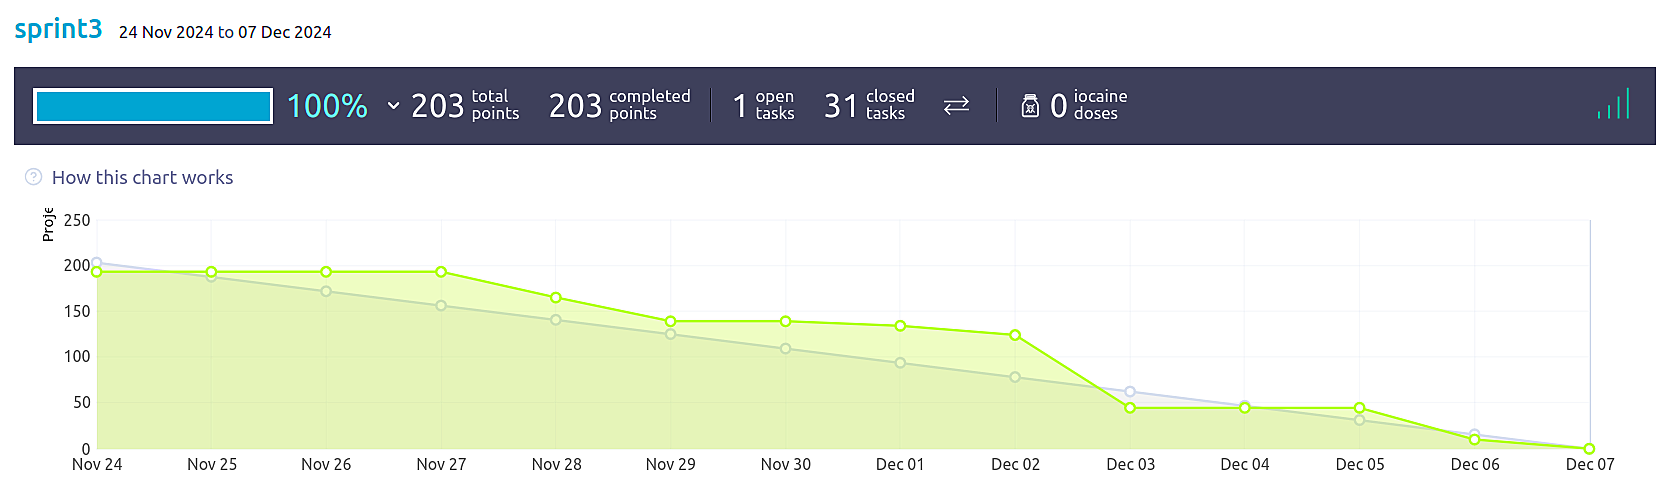 sprint3 24 Nov 2024 to 07 Dec 2024
100% 203 total points 203 completed points 1 open tasks 31 closed tasks 0 iocaine doses
? How this chart works
Proje
250
200
150
100
50
0
Nov 24 Nov 25 Nov 26 Nov 27 Nov 28 Nov 29 Nov 30 Dec 01 Dec 02 Dec 03 Dec 04 Dec 05 Dec 06 Dec 07